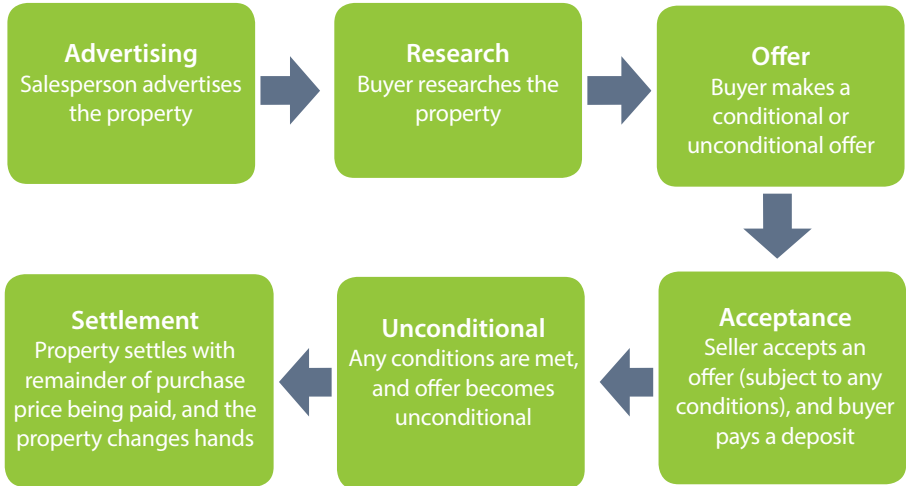 Advertising
Salesperson advertises
the property
Research
Buyer researches the
property
Offer
Buyer makes a
conditional or
unconditional offer
Acceptance
Seller accepts an
offer (subject to any
conditions), and buyer
pays a deposit
Unconditional
Any conditions are met,
and offer becomes
unconditional
Settlement
Property settles with
remainder of purchase
price being paid, and the
property changes hands